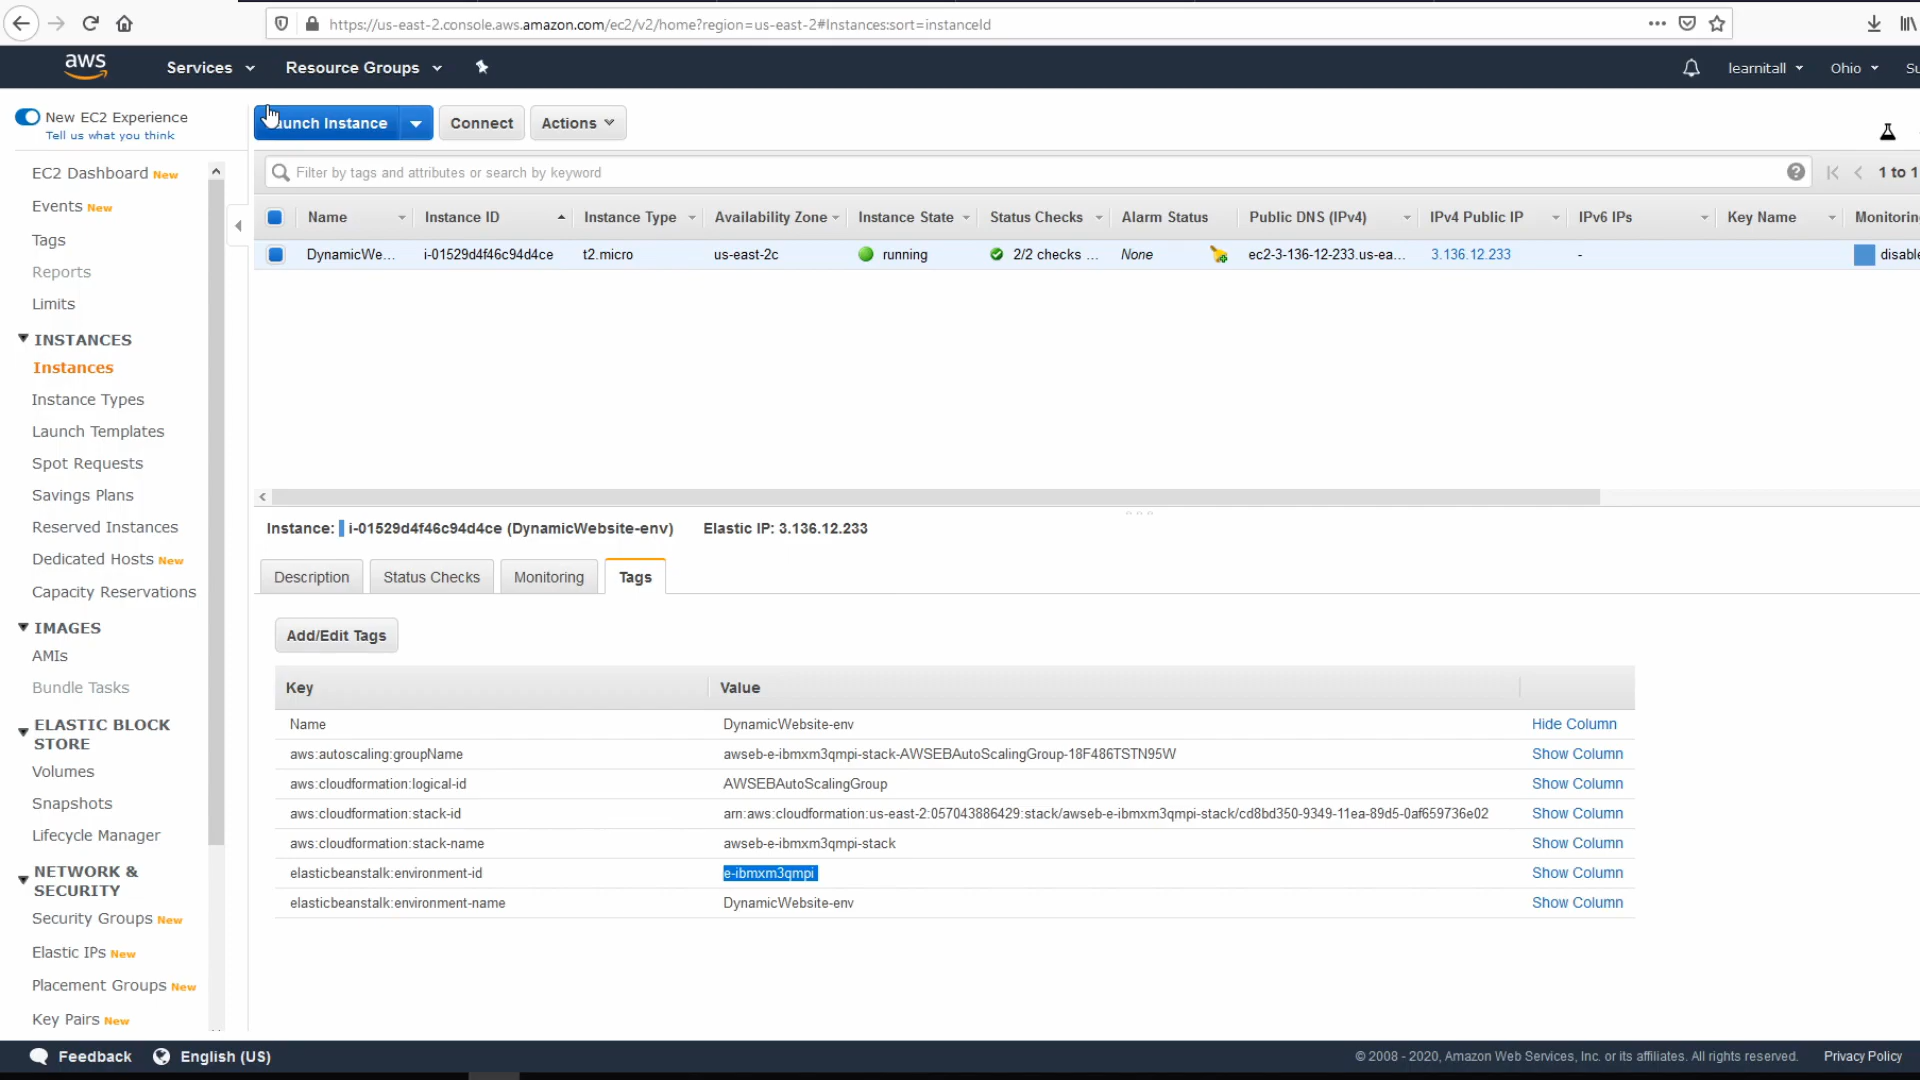 https://us-east-2.console.aws.amazon.com/ec2/v2/home?region=us-east-2#Instances:sort=instanceId
aws Services Resource Groups learnitall Ohio Su
New EC2 Experience
Tell us what you think
EC2 Dashboard New
Events New
Tags
Reports
Limits
INSTANCES
Instances
Instance Types
Launch Templates
Spot Requests
Savings Plans
Reserved Instances
Dedicated Hosts New
Capacity Reservations
IMAGES
AMIs
Bundle Tasks
ELASTIC BLOCK
STORE
Volumes
Snapshots
Lifecycle Manager
NETWORK &
SECURITY
Security Groups New
Elastic IPs New
Placement Groups New
Key Pairs New
aunch Instance Connect Actions
Filter by tags and attributes or search by keyword 1 to 1
Name Instance ID Instance Type Availability Zone Instance State Status Checks Alarm Status Public DNS (IPv4) IPv4 Public IP IPv6 IPs Key Name Monitorin
DynamicWe... i-01529d4f46c94d4ce t2.micro us-east-2c running 2/2 checks ... None ec2-3-136-12-233.us-ea... 3.136.12.233 - disable
Instance: i-01529d4f46c94d4ce (DynamicWebsite-env) Elastic IP: 3.136.12.233
Description Status Checks Monitoring Tags
Add/Edit Tags
Key Value
Name DynamicWebsite-env Hide Column
aws:autoscaling:groupName awseb-e-ibmxm3qmpi-stack-AWSEBAutoScalingGroup-18F486TSTN95W Show Column
aws:cloudformation:logical-id AWSEBAutoScalingGroup Show Column
aws:cloudformation:stack-id arn:aws:cloudformation:us-east-2:057043886429:stack/awseb-e-ibmxm3qmpi-stack/cd8bd350-9349-11ea-89d5-0af659736e02 Show Column
aws:cloudformation:stack-name awseb-e-ibmxm3qmpi-stack Show Column
elasticbeanstalk:environment-id e-ibmxm3qmpi Show Column
elasticbeanstalk:environment-name DynamicWebsite-env Show Column
Feedback English (US) © 2008 - 2020, Amazon Web Services, Inc. or its affiliates. All rights reserved. Privacy Policy